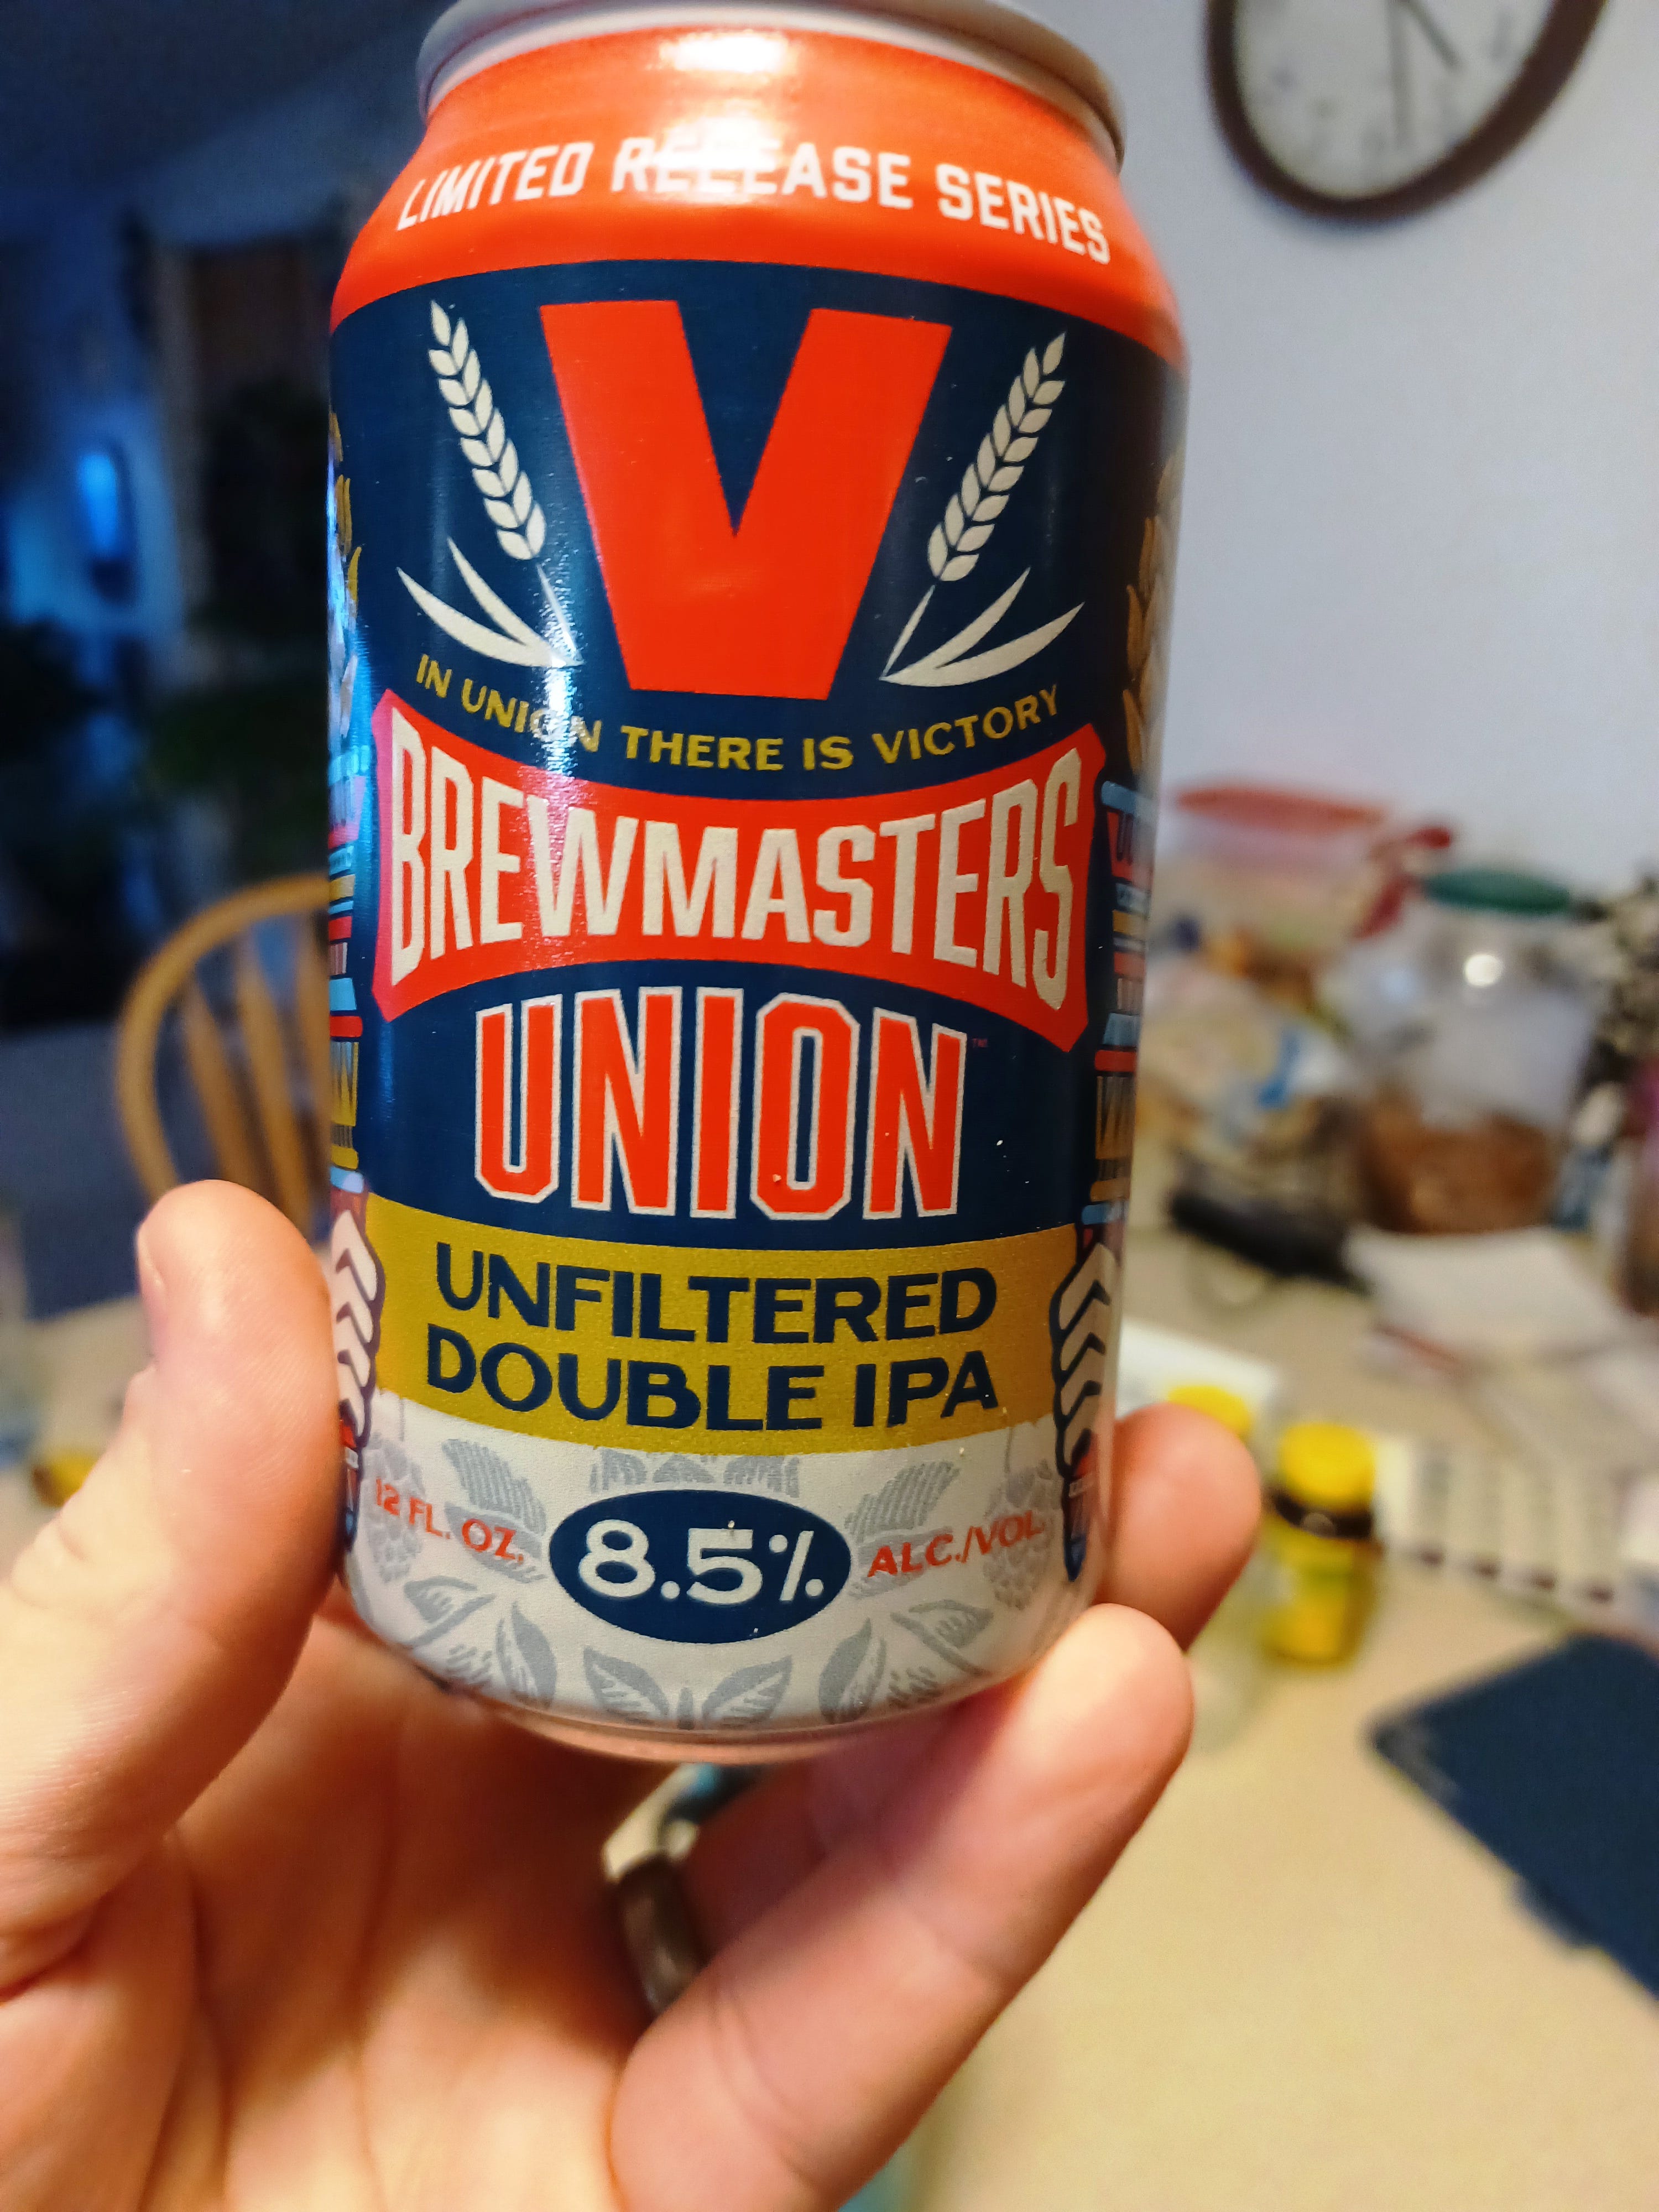 LIMITED RELEASE SERIES
V
IN UNION THERE IS VICTORY
BREWMASTERS
UNION™
UNFILTERED
DOUBLE IPA
12 FL. OZ. 8.5% ALC./VOL.